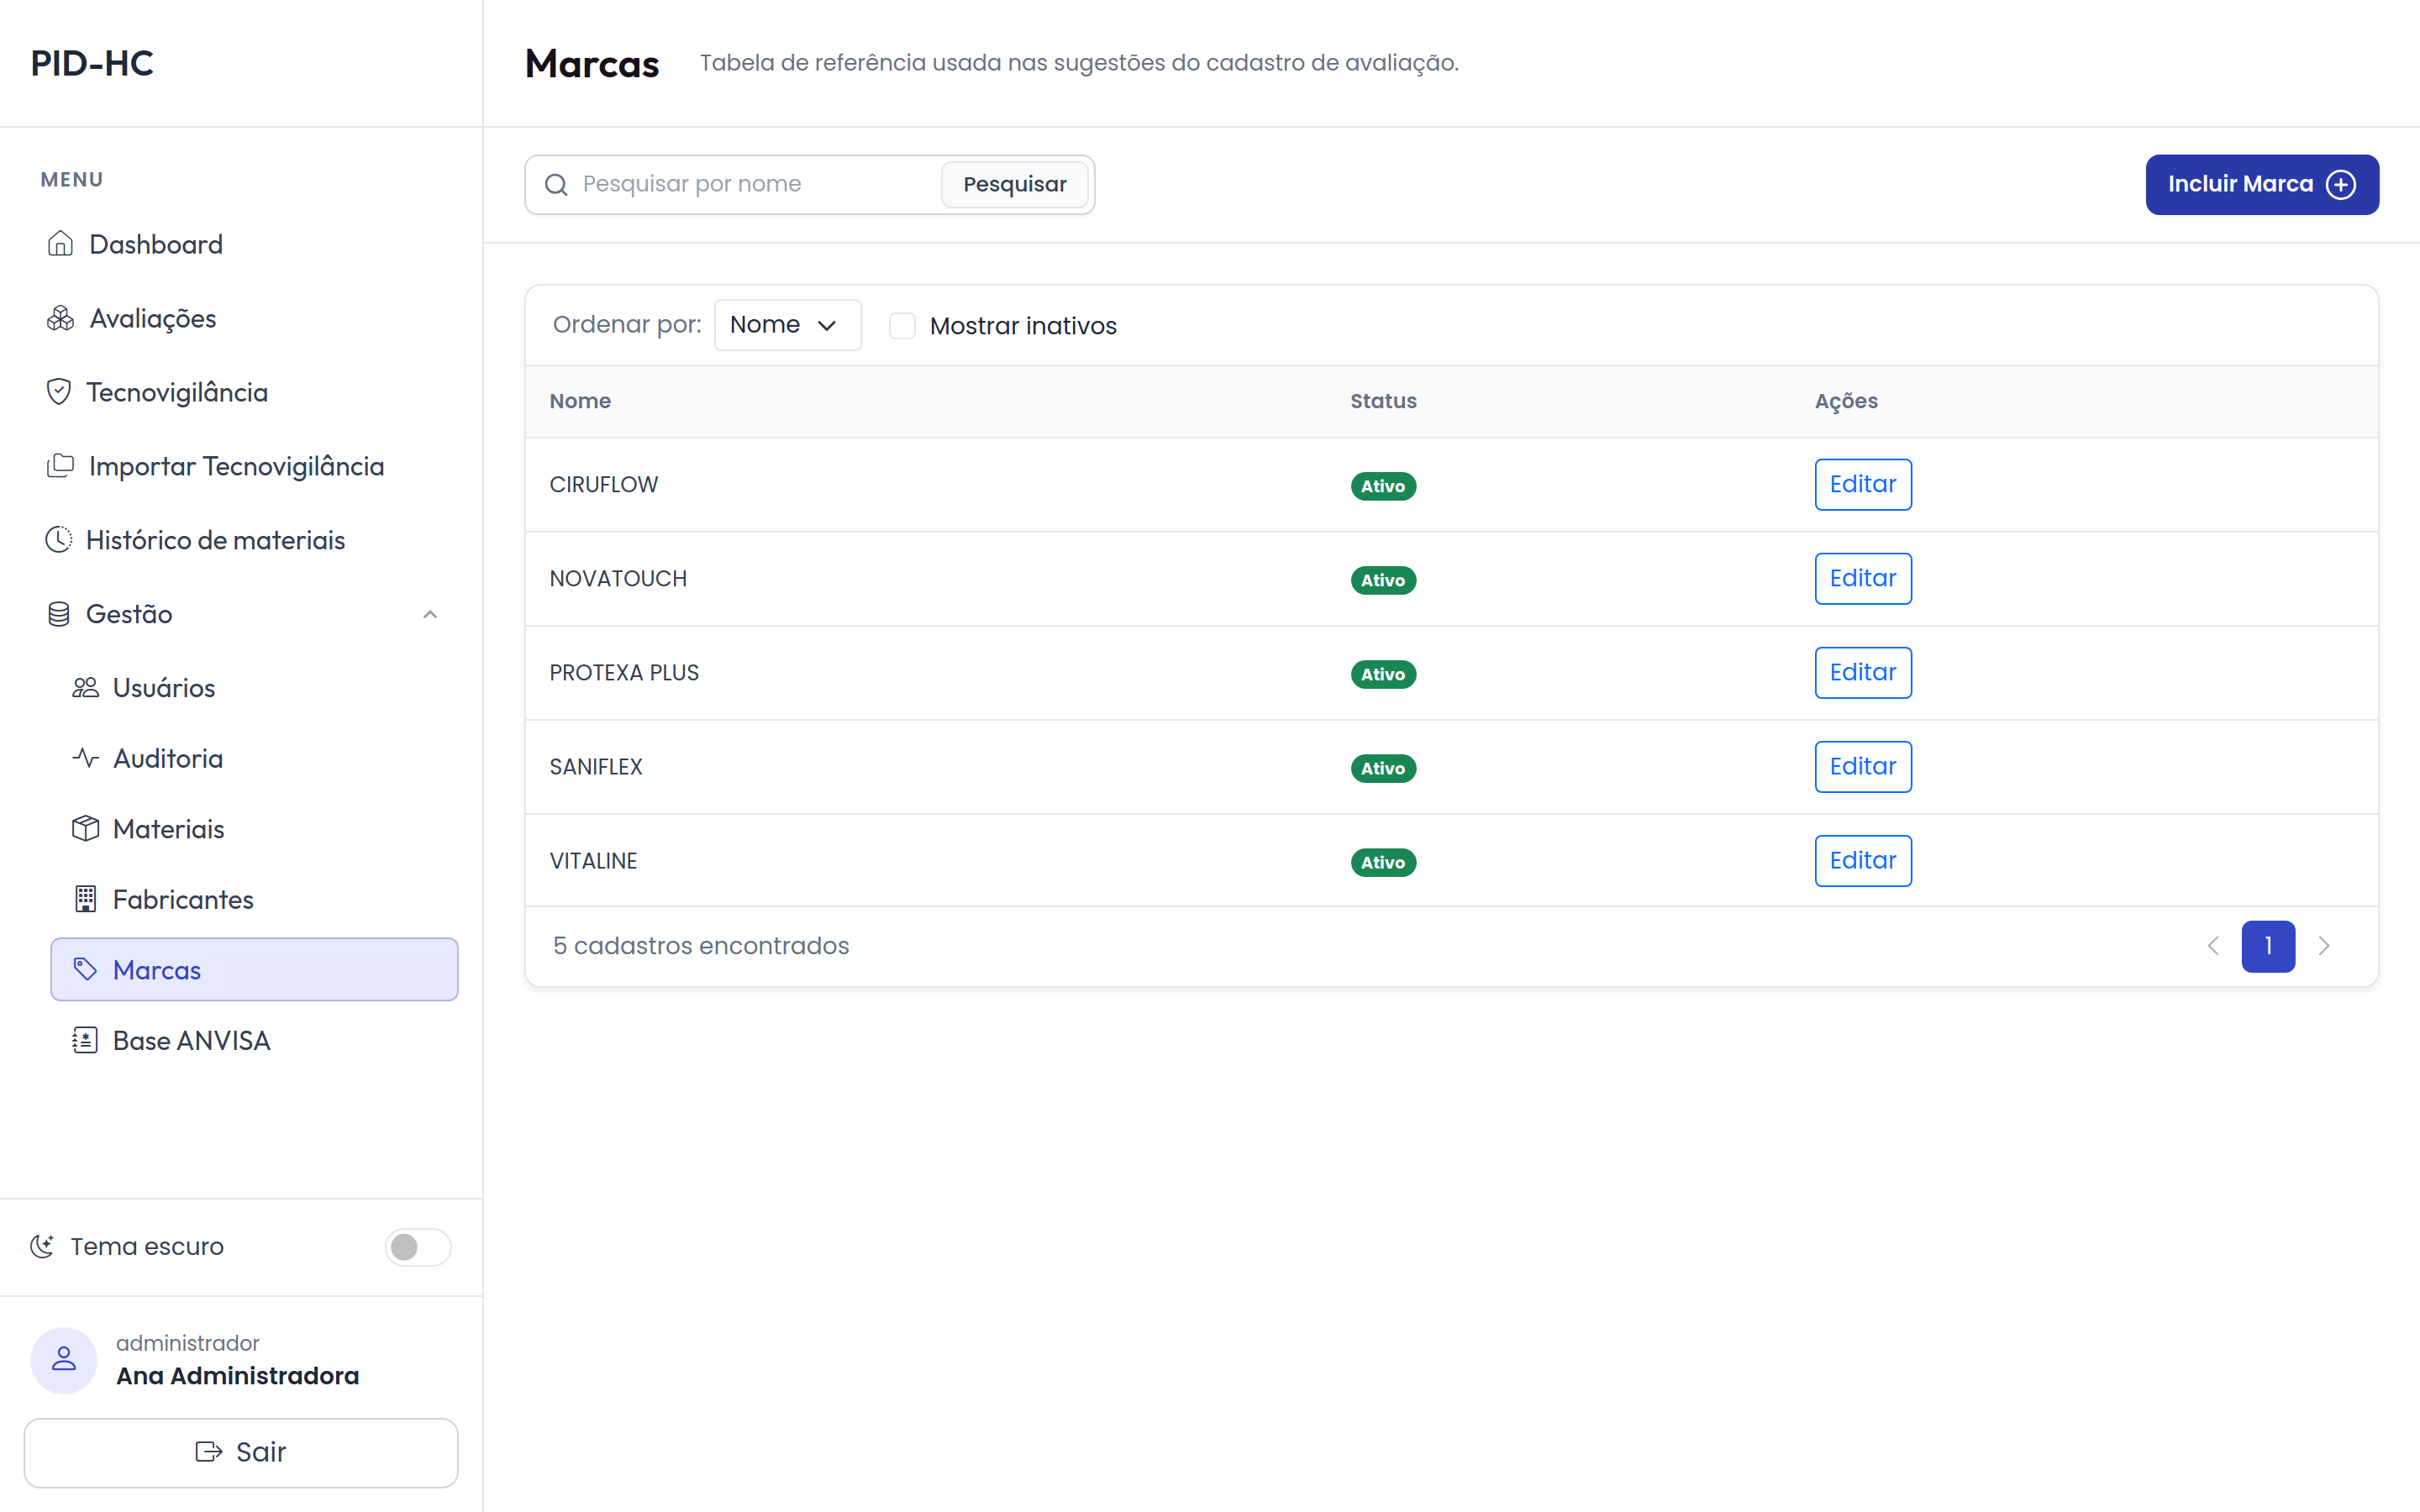 PID-HC
MENU
Dashboard
Avaliações
Tecnovigilância
Importar Tecnovigilância
Histórico de materiais
Gestão
Usuários
Auditoria
Materiais
Fabricantes
Marcas
Base ANVISA
Tema escuro
administrador
Ana Administradora
Sair
Marcas Tabela de referência usada nas sugestões do cadastro de avaliação.
Pesquisar por nome Pesquisar Incluir Marca
Ordenar por: Nome Mostrar inativos
Nome Status Ações
CIRUFLOW Ativo Editar
NOVATOUCH Ativo Editar
PROTEXA PLUS Ativo Editar
SANIFLEX Ativo Editar
VITALINE Ativo Editar
5 cadastros encontrados 1